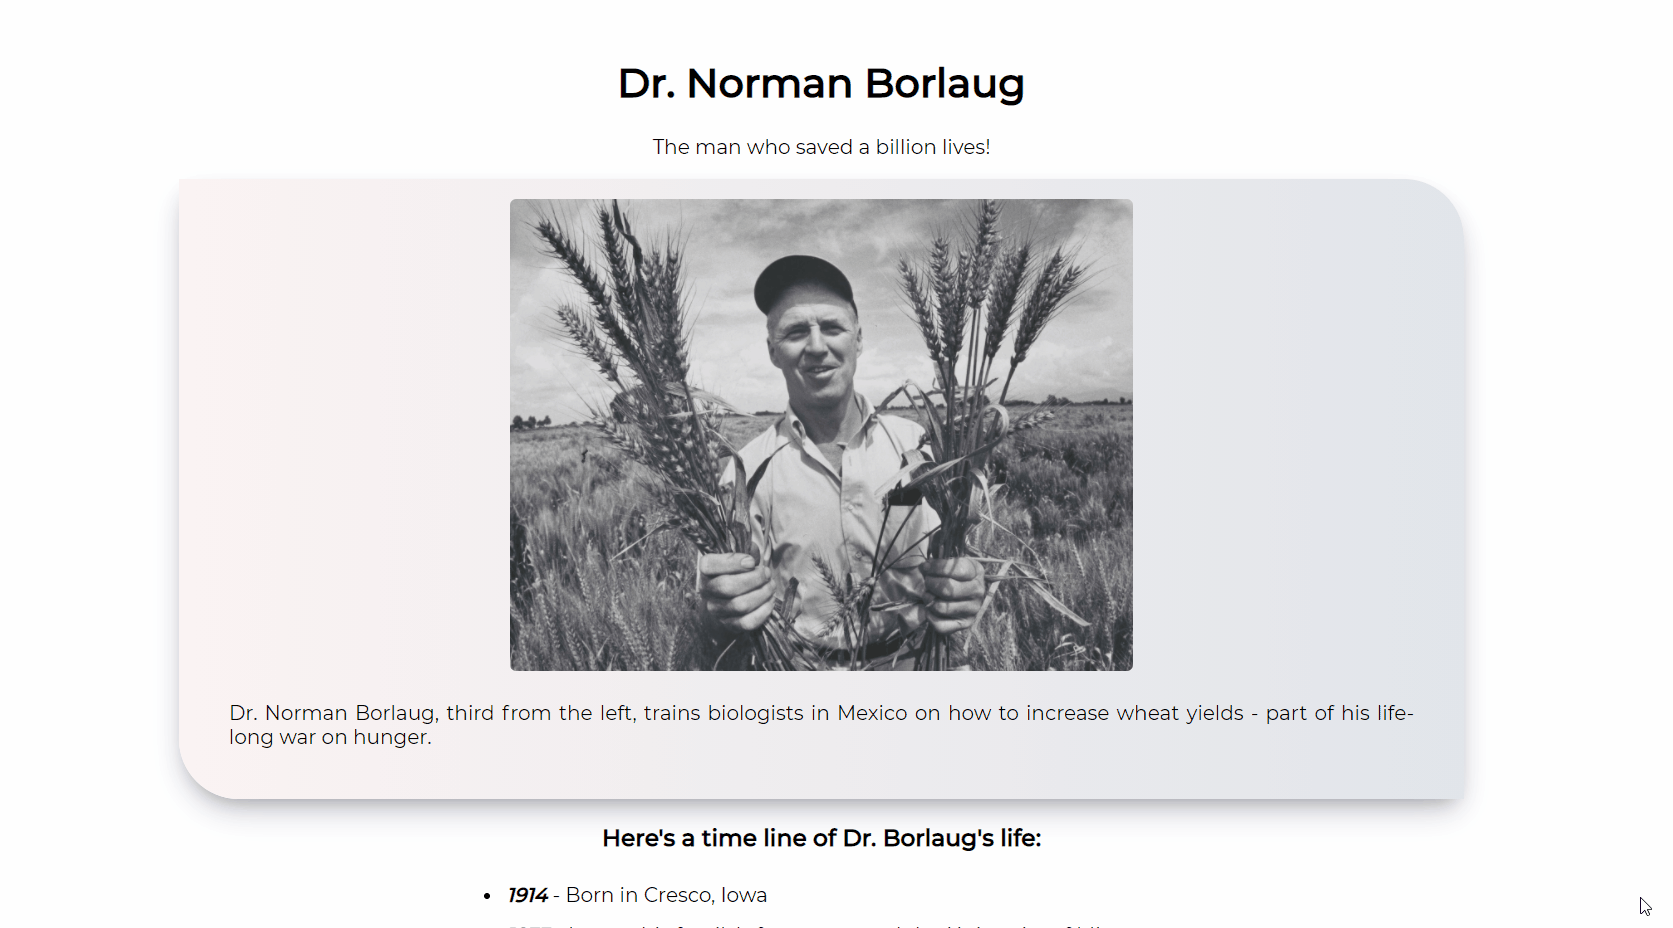 Dr. Norman Borlaug
The man who saved a billion lives!
Dr. Norman Borlaug, third from the left, trains biologists in Mexico on how to increase wheat yields - part of his life-
long war on hunger.
Here's a time line of Dr. Borlaug's life:
• 1914 - Born in Cresco, Iowa